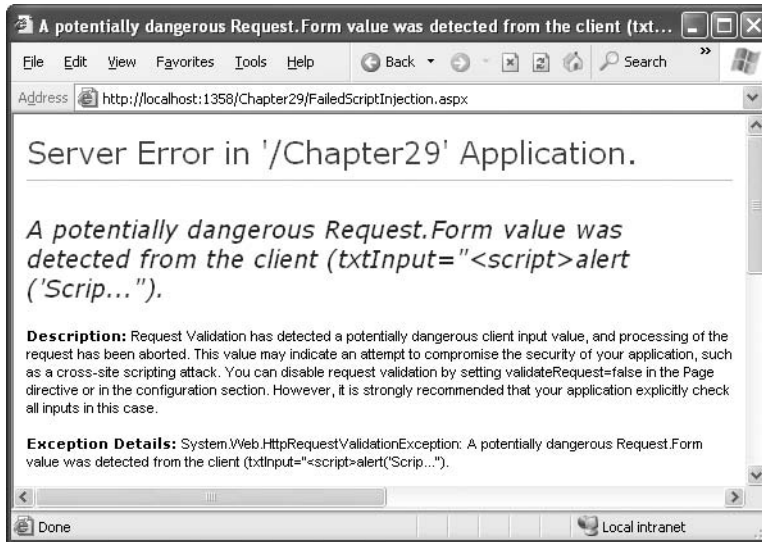 A potentially dangerous Request.Form value was detected from the client (txt...
File Edit View Favorites Tools Help Back Search »
Address http://localhost:1358/Chapter29/FailedScriptInjection.aspx
Server Error in '/Chapter29' Application.
A potentially dangerous Request.Form value was
detected from the client (txtInput="<script>alert
('Scrip...").
Description: Request Validation has detected a potentially dangerous client input value, and processing of the
request has been aborted. This value may indicate an attempt to compromise the security of your application, such
as a cross-site scripting attack. You can disable request validation by setting validateRequest=false in the Page
directive or in the configuration section. However, it is strongly recommended that your application explicitly check
all inputs in this case.
Exception Details: System.Web.HttpRequestValidationException: A potentially dangerous Request.Form
value was detected from the client (txtInput="<script>alert('Scrip...").
Done Local intranet